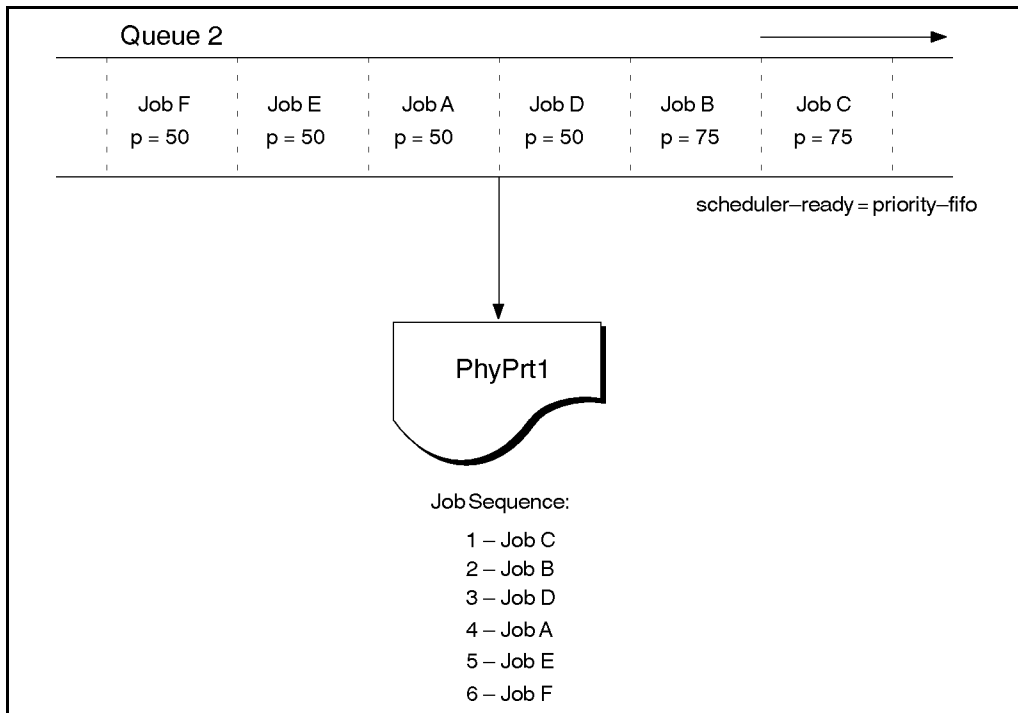 Queue 2
Job F Job E Job A Job D Job B Job C
p = 50 p = 50 p = 50 p = 50 p = 75 p = 75
scheduler–ready = priority–fifo
PhyPrt1
Job Sequence:
1 – Job C
2 – Job B
3 – Job D
4 – Job A
5 – Job E
6 – Job F